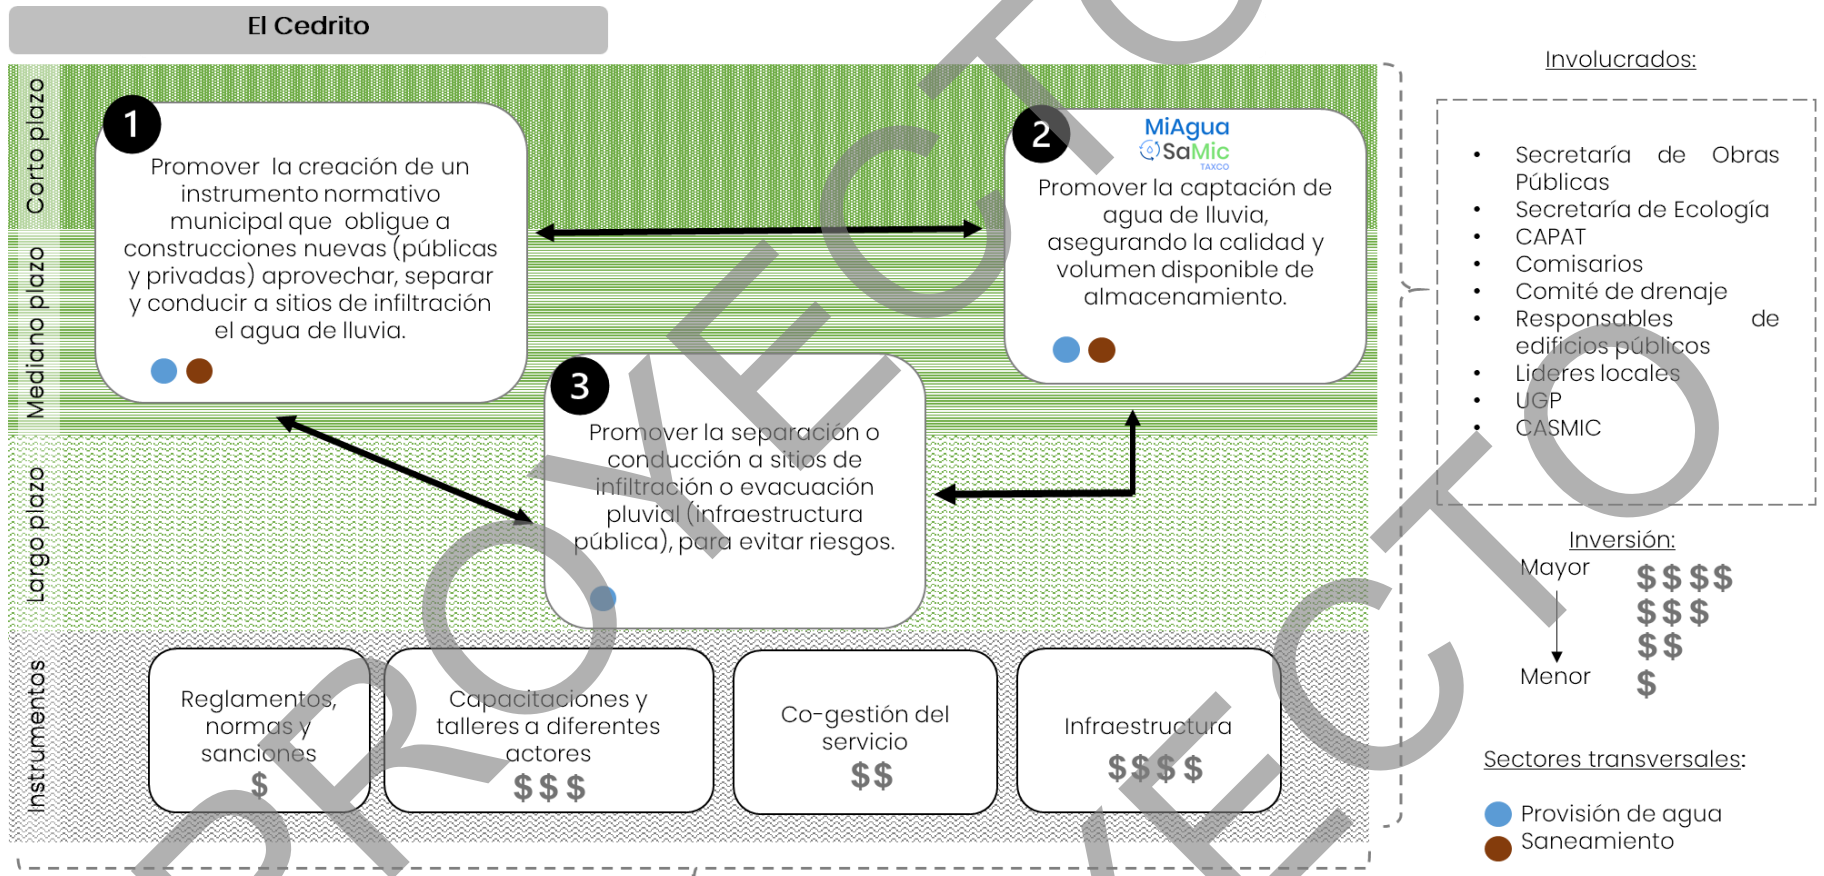 El Cedrito
Corto plazo
Mediano plazo
Largo plazo
Instrumentos
1
Promover la creación de un
instrumento normativo
municipal que obligue a
construcciones nuevas (públicas
y privadas) aprovechar, separar
y conducir a sitios de infiltración
el agua de lluvia.
2
MiAgua
SaMic
TAXCO
Promover la captación de
agua de lluvia,
asegurando la calidad y
volumen disponible de
almacenamiento.
3
Promover la separación o
conducción a sitios de
infiltración o evacuación
pluvial (infraestructura
pública), para evitar riesgos.
Reglamentos,
normas y
sanciones
$
Capacitaciones y
talleres a diferentes
actores
$$$
Co-gestión del
servicio
$$
Infraestructura
$$$$
Involucrados:
• Secretaría de Obras
Públicas
• Secretaría de Ecología
• CAPAT
• Comisarios
• Comité de drenaje
• Responsables de
edificios públicos
• Lideres locales
• UGP
• CASMIC
Inversión:
Mayor
$$$$
$$$
$$
Menor
$
Sectores transversales:
Provisión de agua
Saneamiento
PROYECTO
YECTO